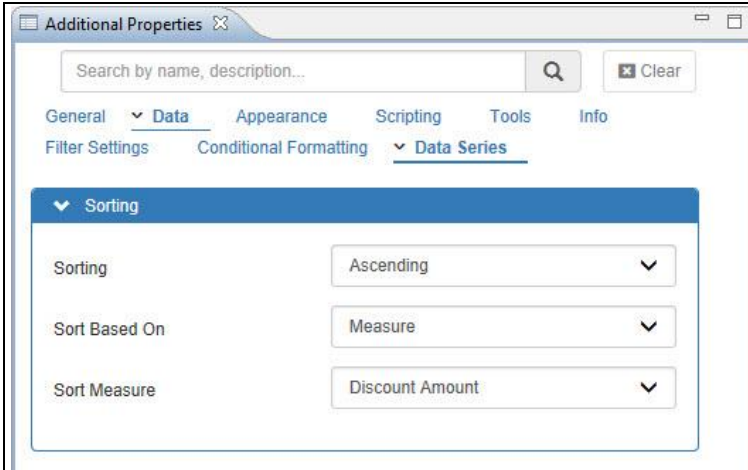 Additional Properties
Search by name, description...
Clear
General Data Appearance Scripting Tools Info
Filter Settings Conditional Formatting Data Series
Sorting
Sorting Ascending
Sort Based On Measure
Sort Measure Discount Amount